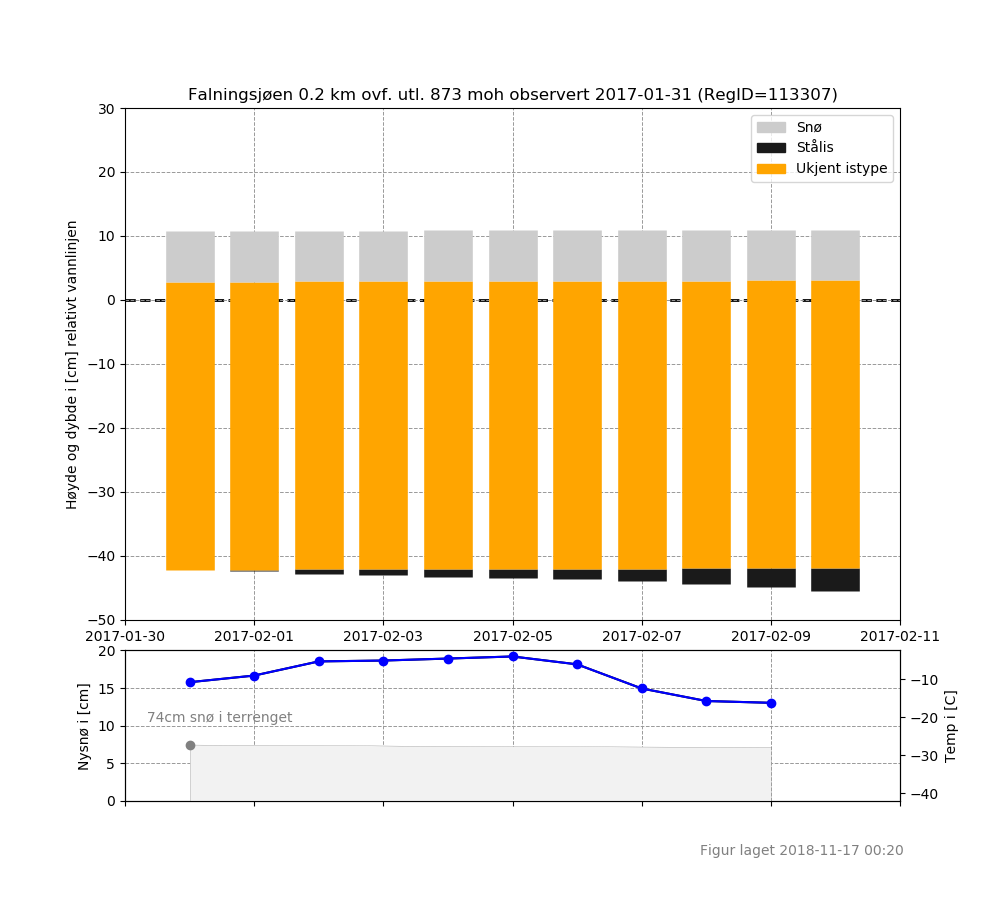 Falningsjøen 0.2 km ovf. utl. 873 moh observert 2017-01-31 (RegID=113307)
Høyde og dybde i [cm] relativt vannlinjen
30
20
10
0
−10
−20
−30
−40
−50
Snø
Stålis
Ukjent istype
2017-01-30 2017-02-01 2017-02-03 2017-02-05 2017-02-07 2017-02-09 2017-02-11
Nysnø i [cm]
20
15
10
5
0
74cm snø i terrenget
−10
−20
−30
−40
Temp i [C]
Figur laget 2018-11-17 00:20